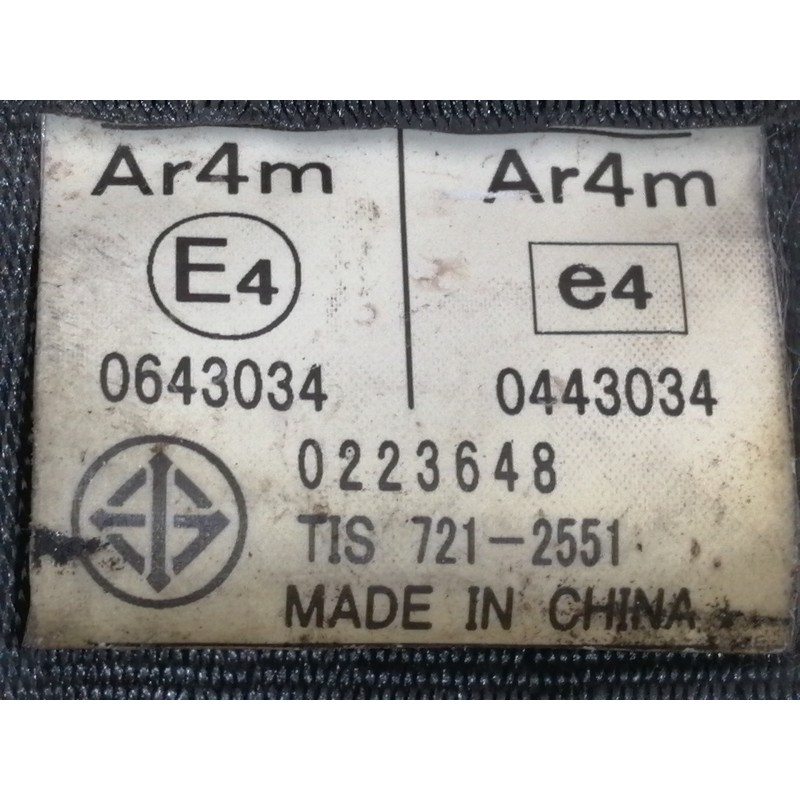 Ar4m
E4
0643034
Ar4m
e4
0443034
0223648
TIS 721-2551
MADE IN CHINA